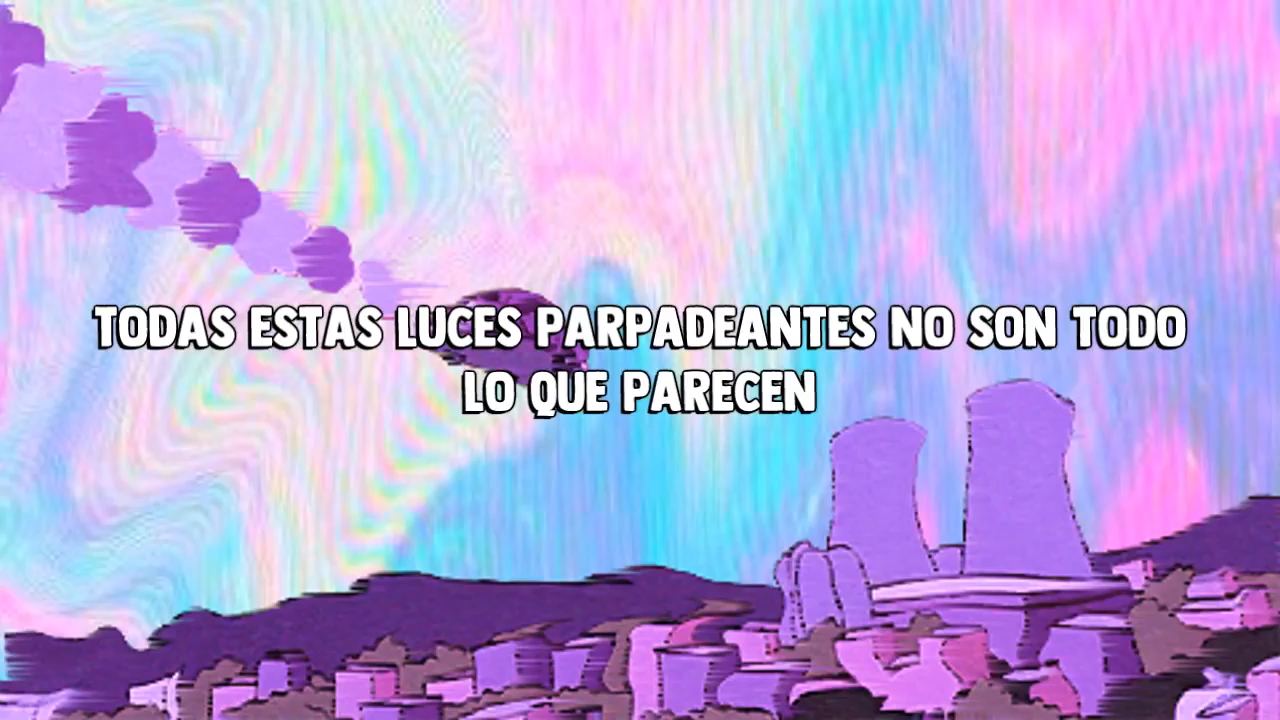 TODAS ESTAS LUCES PARPADEANTES NO SON TODO
LO QUE PARECEN